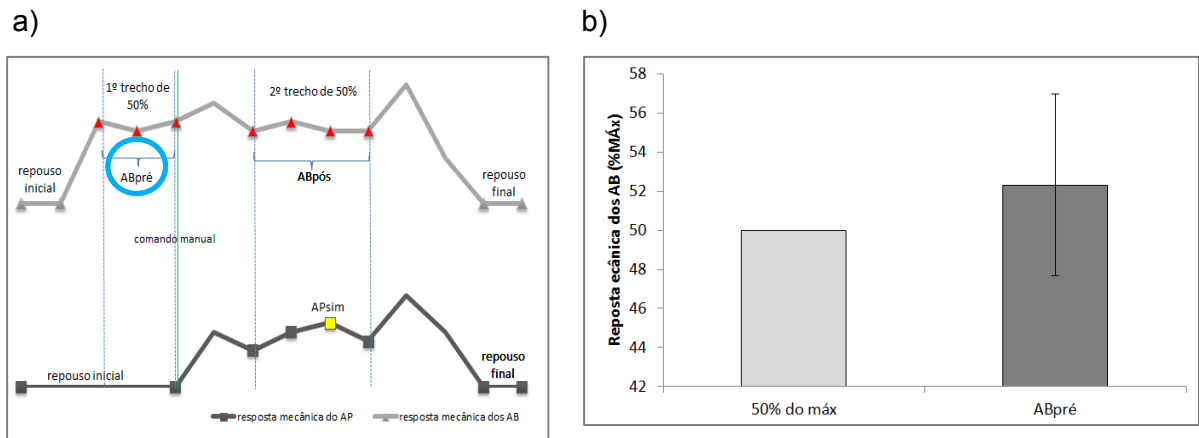 a)
1º trecho de
50%
2º trecho de 50%
repouso
inicial
ABpré
ABpós
repouso
final
comando manual
APsim
repouso inicial
repouso
final
resposta mecânica do AP
resposta mecânica dos AB
b)
Reposta ecânica dos AB (%MÁx)
58
56
54
52
50
48
46
44
42
50% do máx
ABpré